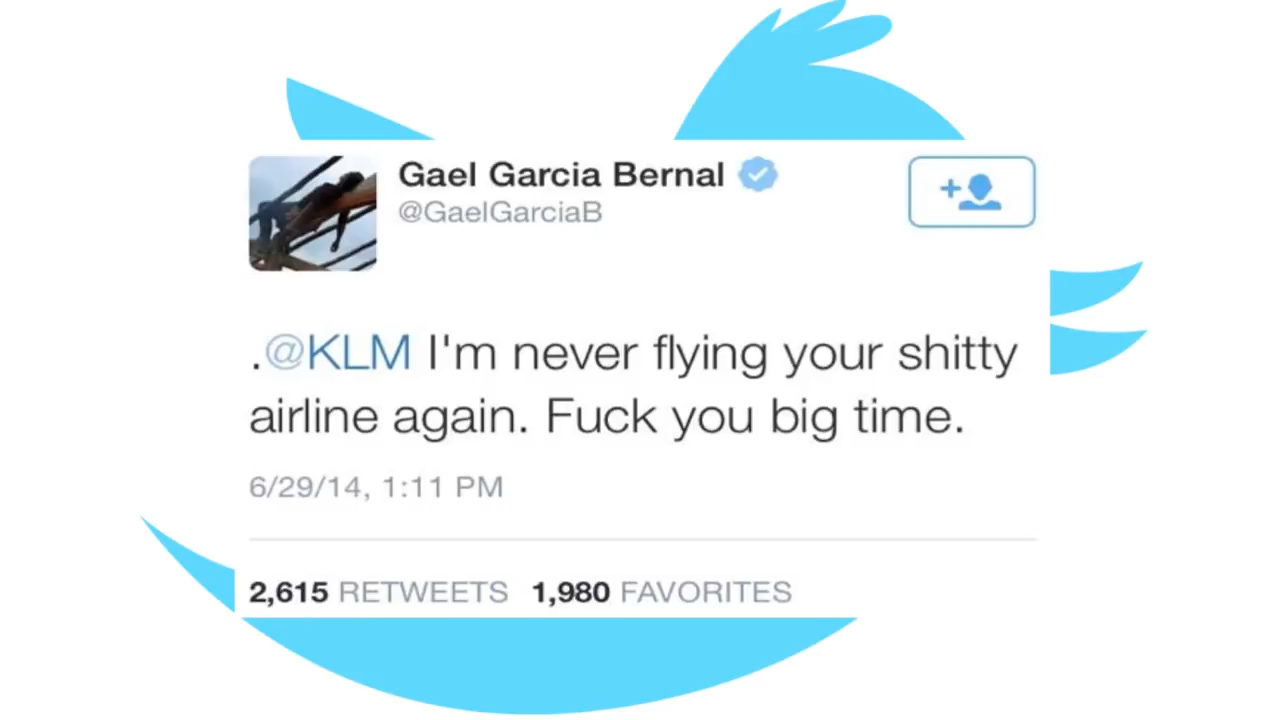 Gael Garcia Bernal
@GaelGarciaB
.@KLM I'm never flying your shitty
airline again. Fuck you big time.
6/29/14, 1:11 PM
2,615 RETWEETS 1,980 FAVORITES